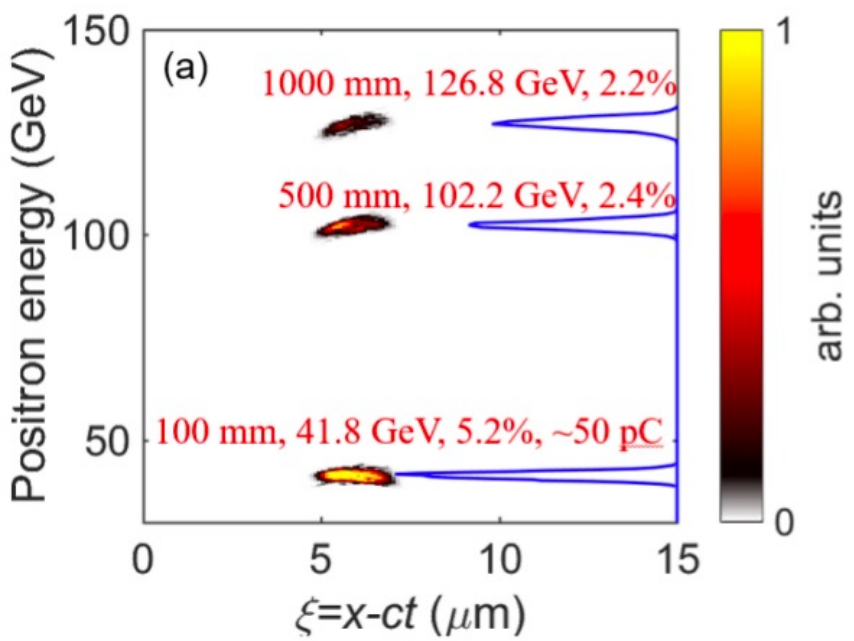 150
(a)
1000 mm, 126.8 GeV, 2.2%
500 mm, 102.2 GeV, 2.4%
100
100 mm, 41.8 GeV, 5.2%, ~50 pC
50
Positron energy (GeV)
0
5
10
15
ξ=x-ct (μm)
1
0
arb. units